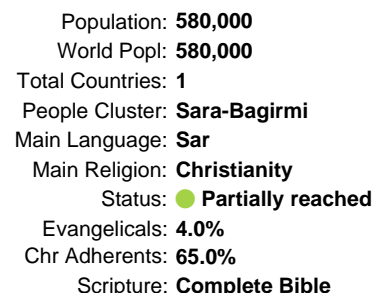 Population: 580,000
World Popl: 580,000
Total Countries: 1
People Cluster: Sara-Bagirmi
Main Language: Sar
Main Religion: Christianity
Status: Partially reached
Evangelicals: 4.0%
Chr Adherents: 65.0%
Scripture: Complete Bible